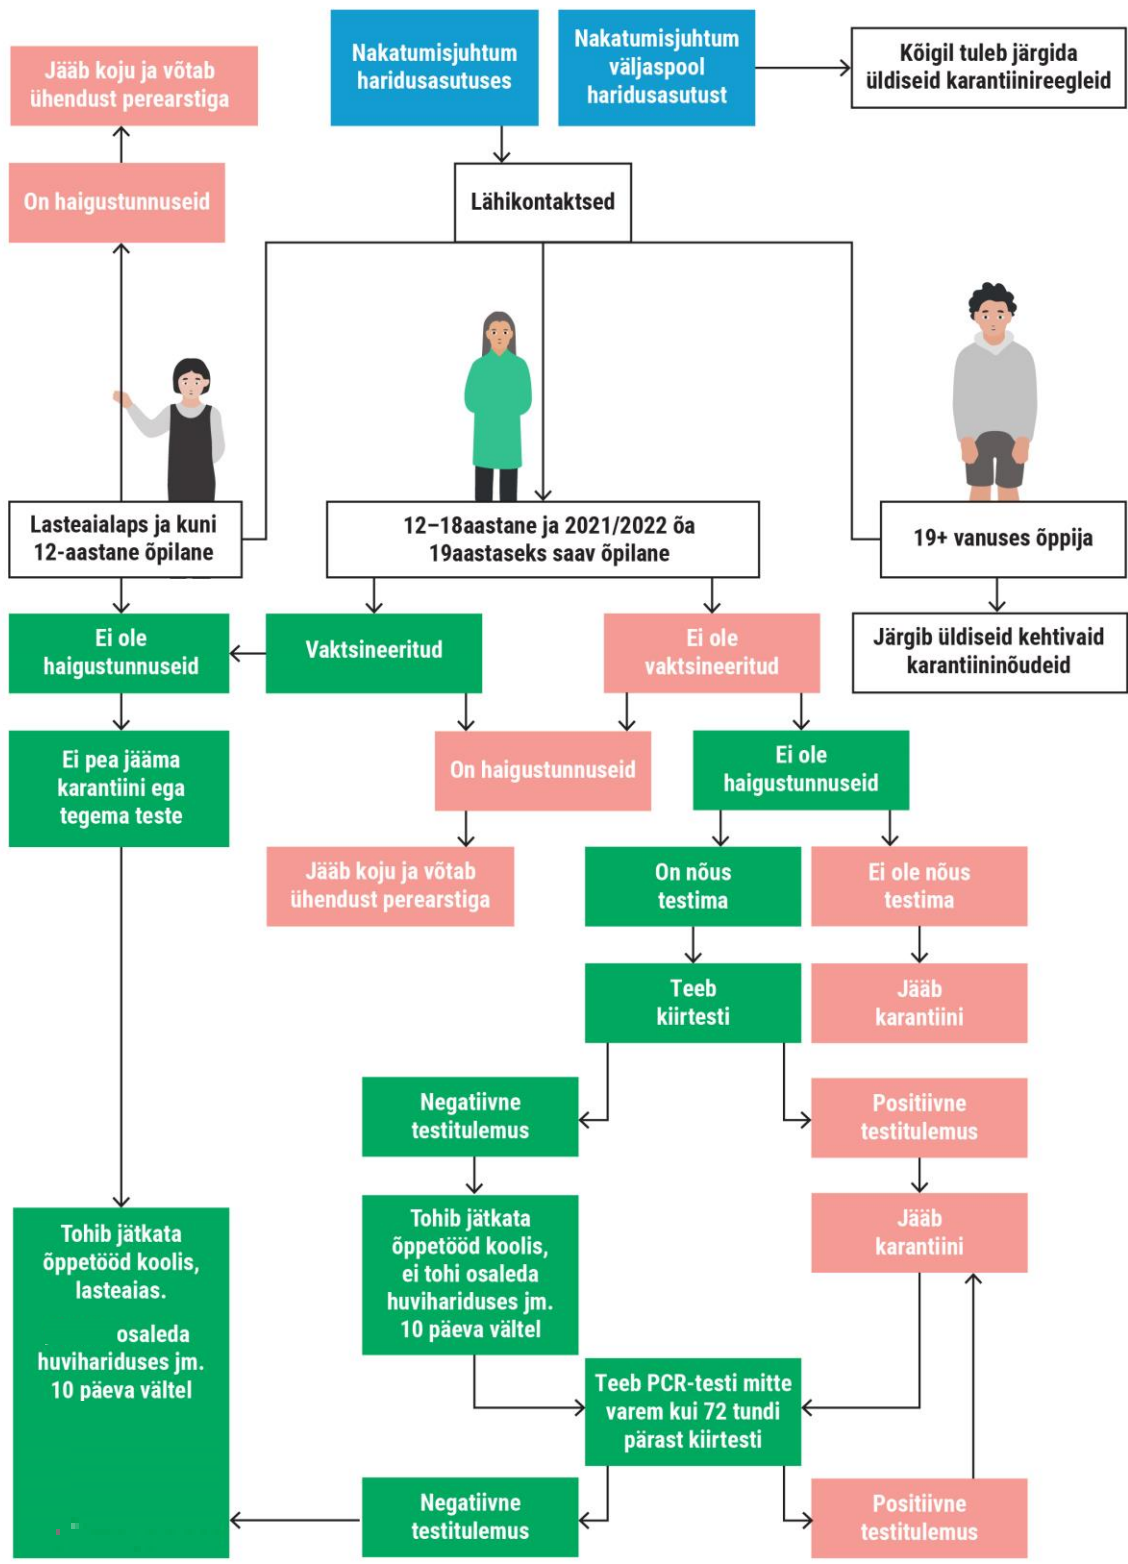 Jääb koju ja võtab
ühendust perearstiga
Nakatumisjuhtum
haridusasutuses
Nakatumisjuhtum
väljaspool
haridusasutust
Kõigil tuleb järgida
üldiseid karantiinireegleid
On haigustunnuseid
Lähikontaktsed
Lasteaialaps ja kuni
12-aastane õpilane
12–18aastane ja 2021/2022 õa
19aastaseks saav õpilane
19+ vanuses õppija
Ei ole
haigustunnuseid
Vaktsineeritud
Ei ole
vaktsineeritud
Järgib üldiseid kehtivaid
karantiininõudeid
Ei pea jääma
karantiini ega
tegema teste
On haigustunnuseid
Ei ole
haigustunnuseid
Jääb koju ja võtab
ühendust perearstiga
On nõus
testima
Ei ole nõus
testima
Teeb
kiirtesti
Jääb
karantiini
Negatiivne
testitulemus
Positiivne
testitulemus
Tohib jätkata
õppetööd koolis,
lasteaias.
osaleda
huvihariduses jm.
10 päeva vältel
Tohib jätkata
õppetööd koolis,
ei tohi osaleda
huvihariduses jm.
10 päeva vältel
Jääb
karantiini
Teeb PCR-testi mitte
varem kui 72 tundi
pärast kiirtesti
Negatiivne
testitulemus
Positiivne
testitulemus